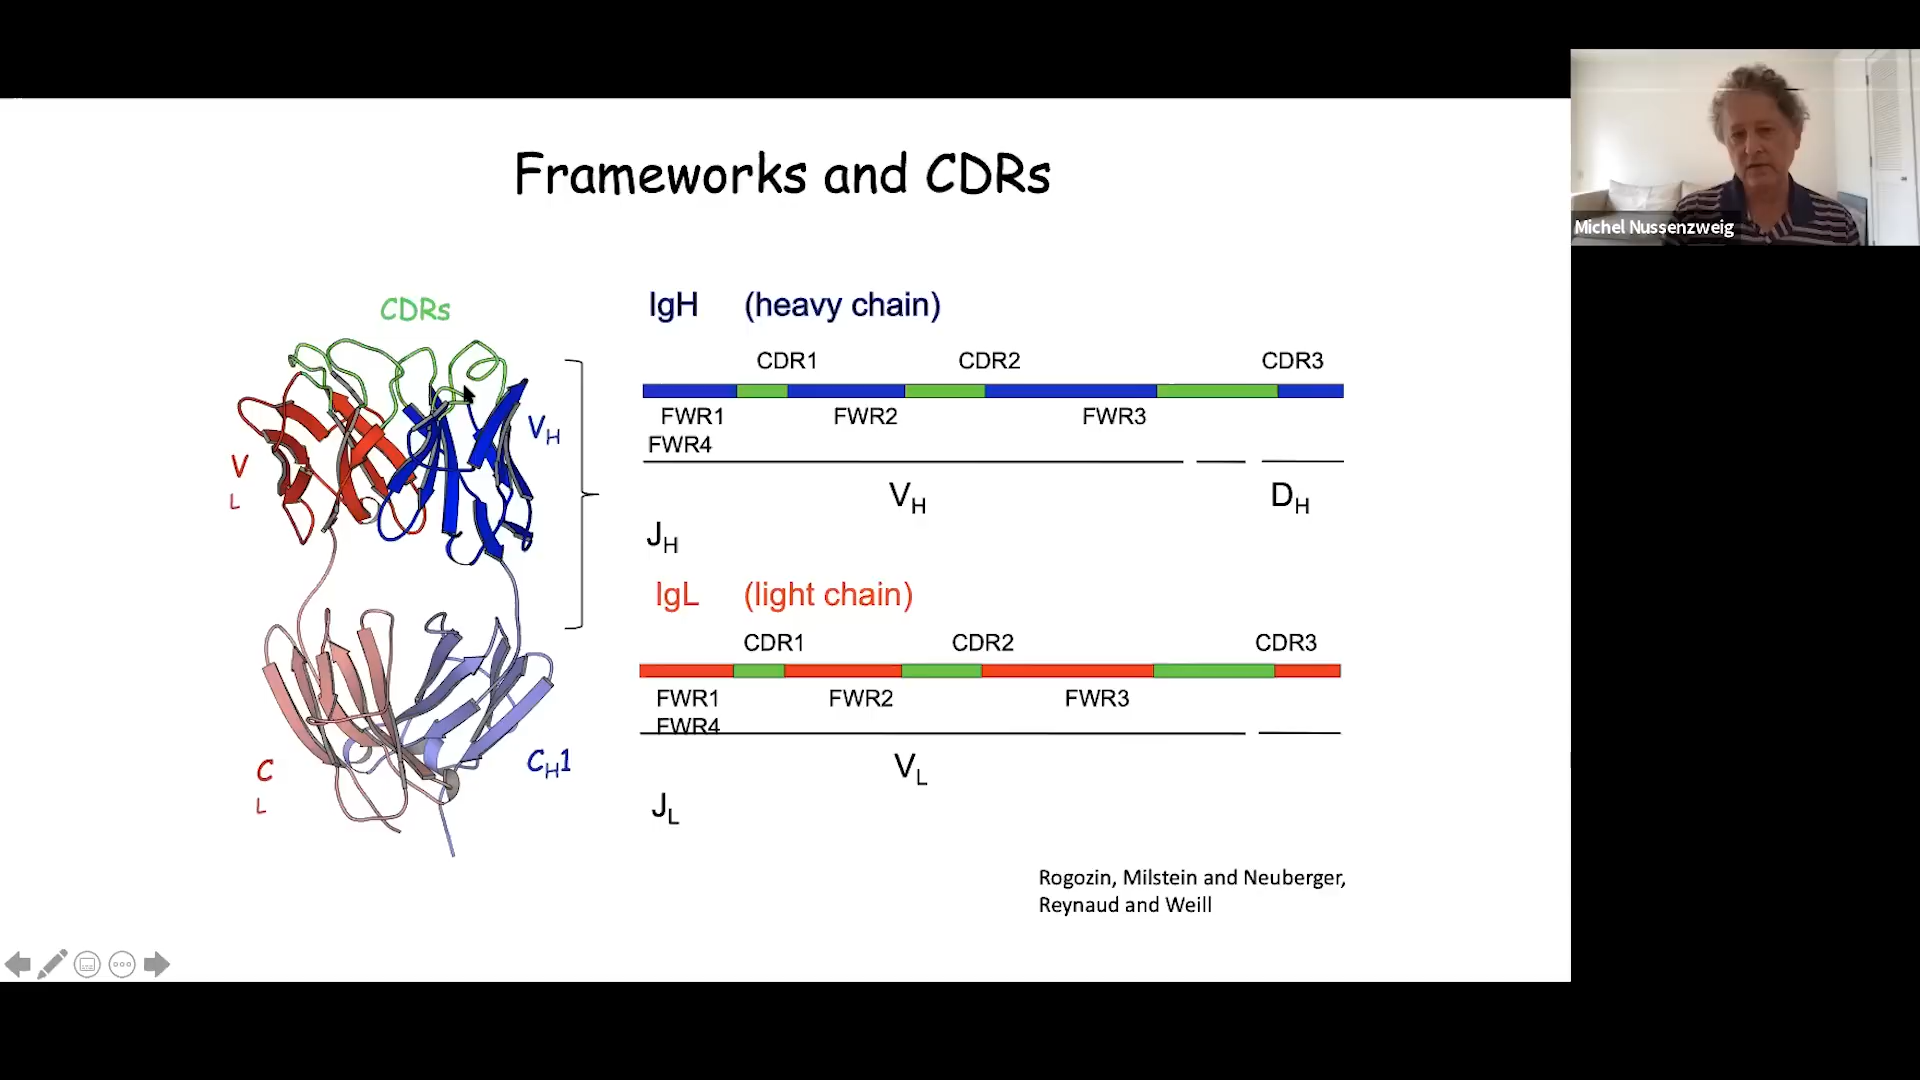 Frameworks and CDRs
Michel Nussenzweig
CDRs
V
L
VH
C
L
CH1
IgH (heavy chain)
CDR1 CDR2 CDR3
FWR1 FWR2 FWR3
FWR4
VH DH
JH
IgL (light chain)
CDR1 CDR2 CDR3
FWR1 FWR2 FWR3
FWR4
VL
JL
Rogozin, Milstein and Neuberger,
Reynaud and Weill